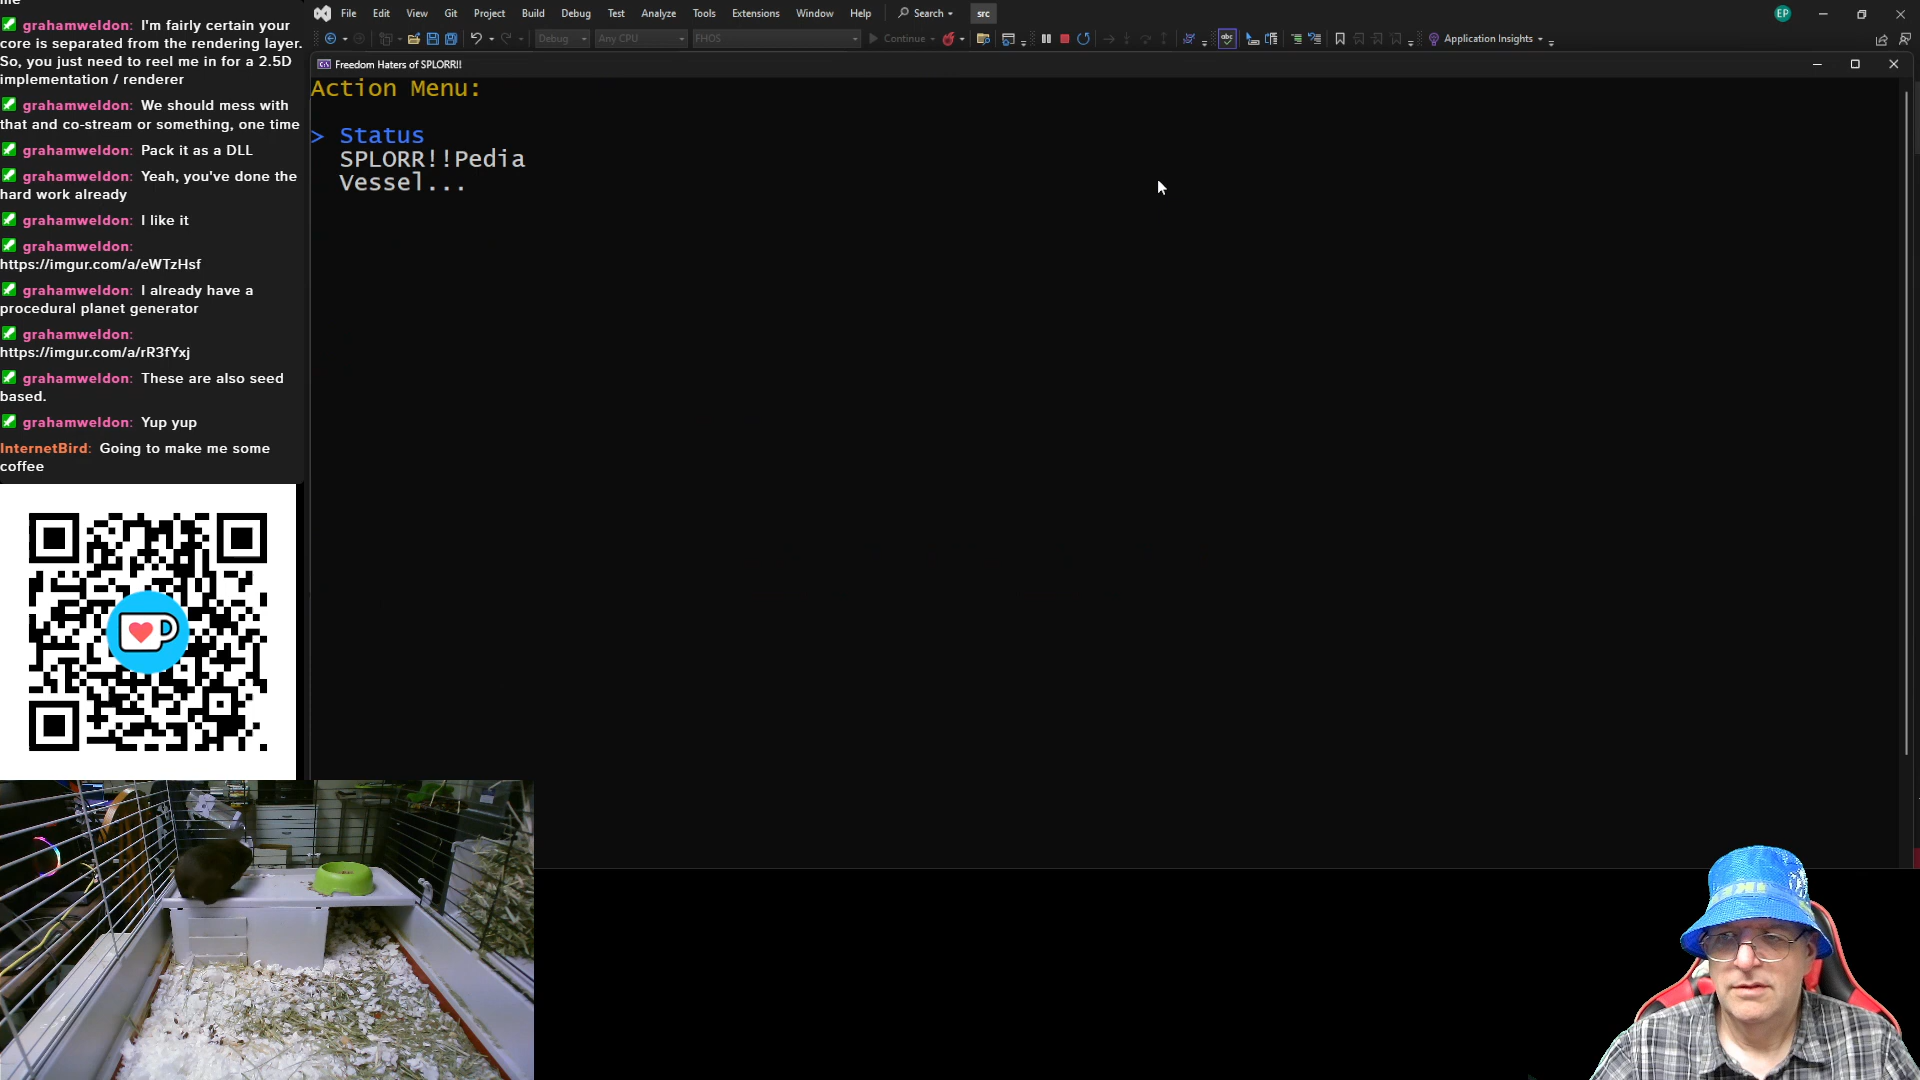 grahamweldon: I'm fairly certain your
core is separated from the rendering layer.
So, you just need to reel me in for a 2.5D
implementation / renderer
grahamweldon: We should mess with
that and co-stream or something, one time
grahamweldon: Pack it as a DLL
grahamweldon: Yeah, you've done the
hard work already
grahamweldon: I like it
grahamweldon:
https://imgur.com/a/eWTzHsf
grahamweldon: I already have a
procedural planet generator
grahamweldon:
https://imgur.com/a/rR3fYxj
grahamweldon: These are also seed
based.
grahamweldon: Yup yup
InternetBird: Going to make me some
coffee
File Edit View Git Project Build Debug Test Analyze Tools Extensions Window Help Search src EP
Debug Any CPU FHOS Continue abc Application Insights
Freedom Haters of SPLORR!!
Action Menu:
> Status
SPLORR!!Pedia
Vessel...